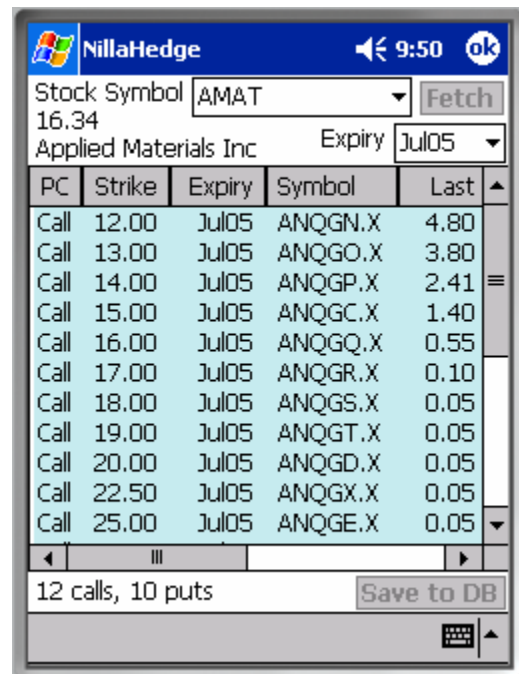 NillaHedge 9:50 ok
Stock Symbol AMAT Fetch
16.34
Applied Materials Inc Expiry Jul05
PC Strike Expiry Symbol Last
Call 12.00 Jul05 ANQGN.X 4.80
Call 13.00 Jul05 ANQGO.X 3.80
Call 14.00 Jul05 ANQGP.X 2.41
Call 15.00 Jul05 ANQGC.X 1.40
Call 16.00 Jul05 ANQGQ.X 0.55
Call 17.00 Jul05 ANQGR.X 0.10
Call 18.00 Jul05 ANQGS.X 0.05
Call 19.00 Jul05 ANQGT.X 0.05
Call 20.00 Jul05 ANQGD.X 0.05
Call 22.50 Jul05 ANQGX.X 0.05
Call 25.00 Jul05 ANQGE.X 0.05
12 calls, 10 puts Save to DB